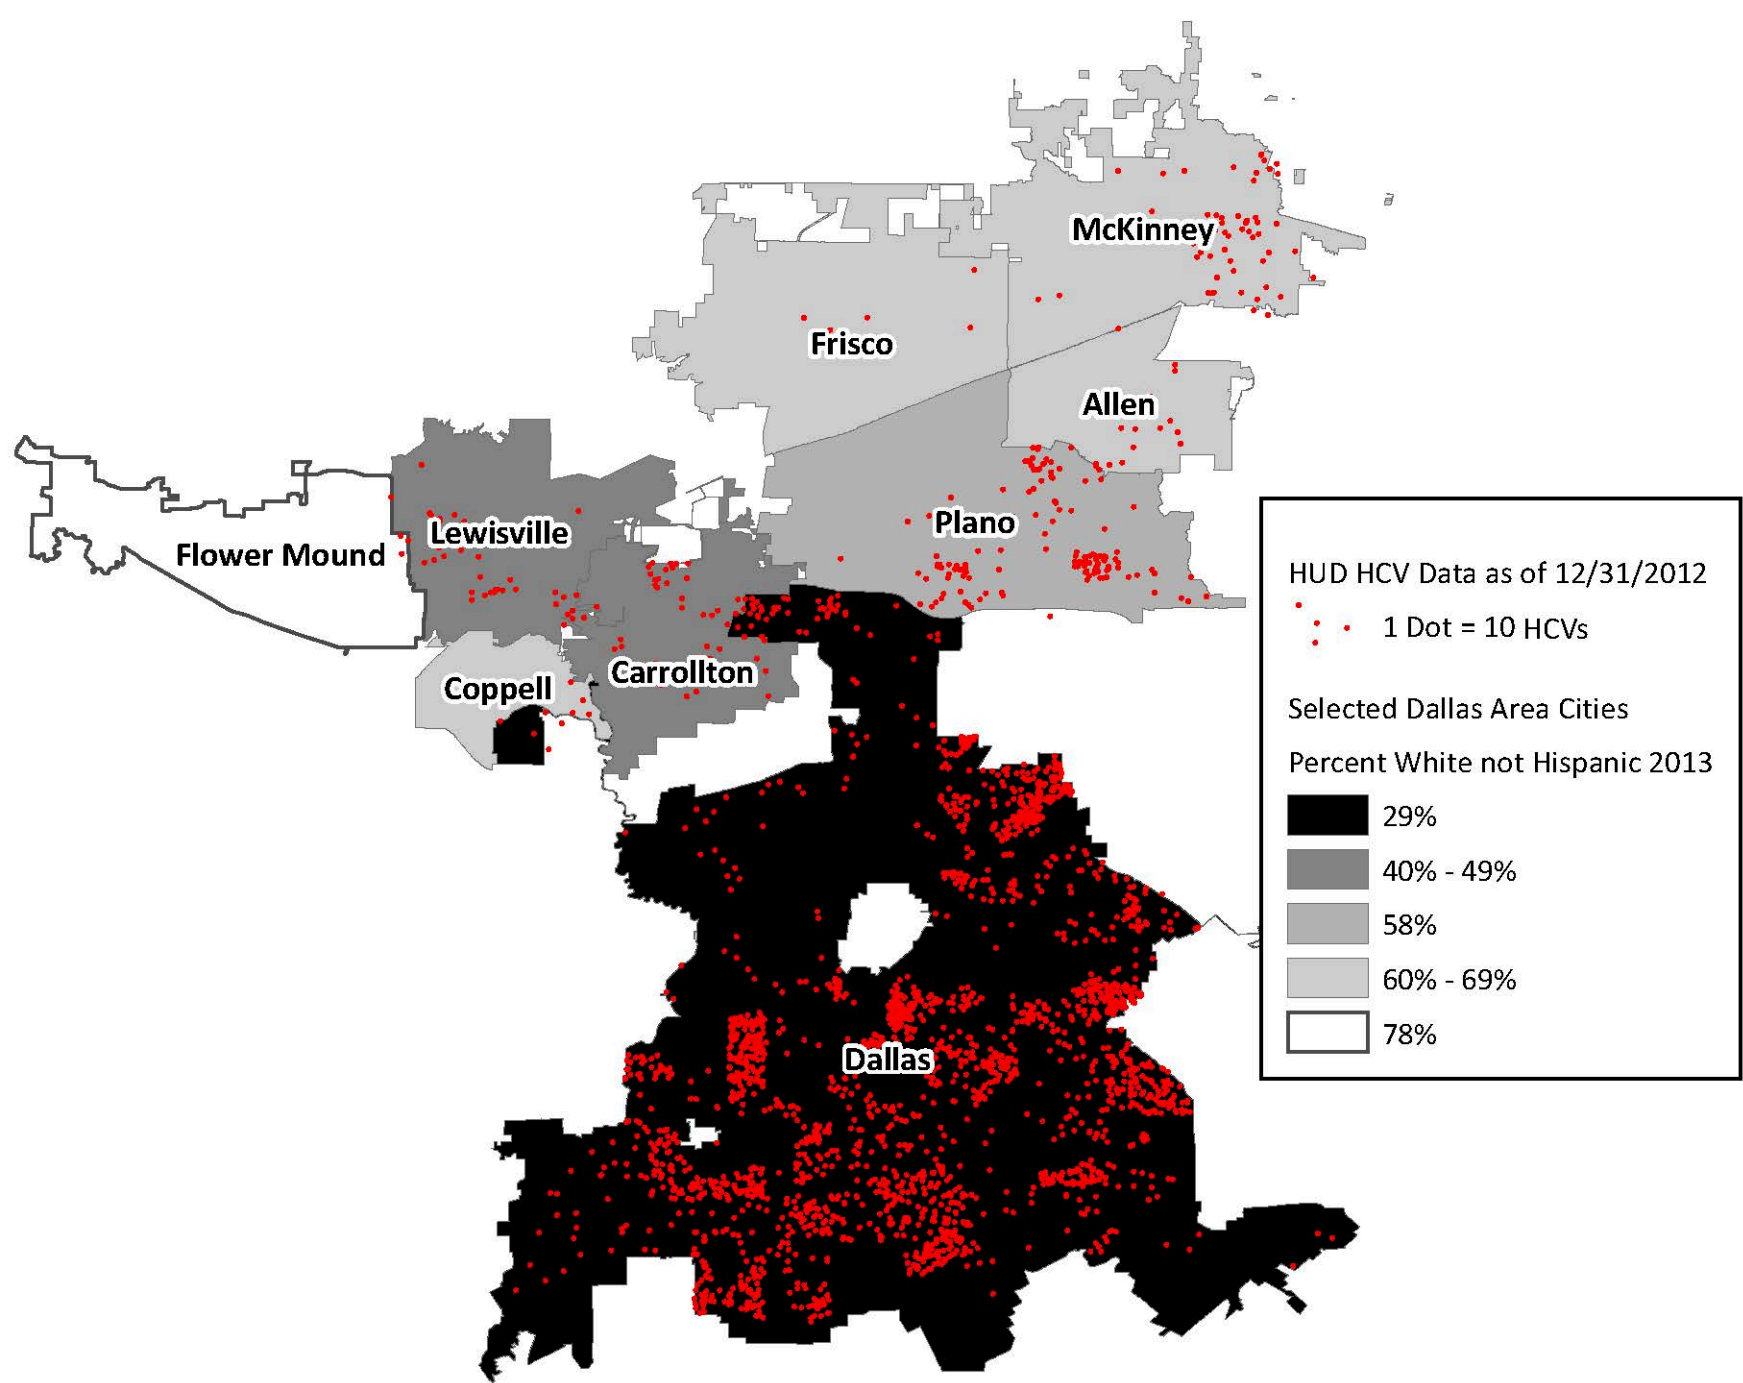 McKinney
Frisco
Allen
Plano
Lewisville
Flower Mound
Carrollton
Coppell
Dallas
HUD HCV Data as of 12/31/2012
1 Dot = 10 HCVs
Selected Dallas Area Cities
Percent White not Hispanic 2013
29%
40% - 49%
58%
60% - 69%
78%